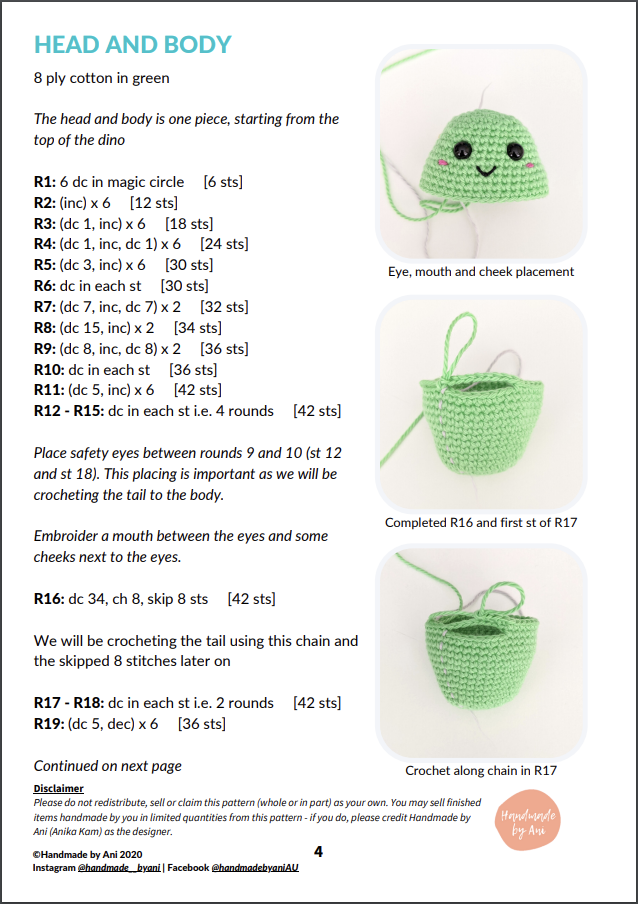 HEAD AND BODY
8 ply cotton in green
The head and body is one piece, starting from the
top of the dino
R1: 6 dc in magic circle [6 sts]
R2: (inc) x 6 [12 sts]
R3: (dc 1, inc) x 6 [18 sts]
R4: (dc 1, inc, dc 1) x 6 [24 sts]
R5: (dc 3, inc) x 6 [30 sts]
R6: dc in each st [30 sts]
R7: (dc 7, inc, dc 7) x 2 [32 sts]
R8: (dc 15, inc) x 2 [34 sts]
R9: (dc 8, inc, dc 8) x 2 [36 sts]
R10: dc in each st [36 sts]
R11: (dc 5, inc) x 6 [42 sts]
R12 - R15: dc in each st i.e. 4 rounds [42 sts]
Place safety eyes between rounds 9 and 10 (st 12
and st 18). This placing is important as we will be
crocheting the tail to the body.
Embroider a mouth between the eyes and some
cheeks next to the eyes.
R16: dc 34, ch 8, skip 8 sts [42 sts]
We will be crocheting the tail using this chain and
the skipped 8 stitches later on
R17 - R18: dc in each st i.e. 2 rounds [42 sts]
R19: (dc 5, dec) x 6 [36 sts]
Continued on next page
Eye, mouth and cheek placement
Completed R16 and first st of R17
Crochet along chain in R17
Disclaimer
Please do not redistribute, sell or claim this pattern (whole or in part) as your own. You may sell finished
items handmade by you in limited quantities from this pattern - if you do, please credit Handmade by
Ani (Anika Kam) as the designer.
Handmade
by Ani
©Handmade by Ani 2020
Instagram @handmade__byani | Facebook @handmadebyaniAU
4